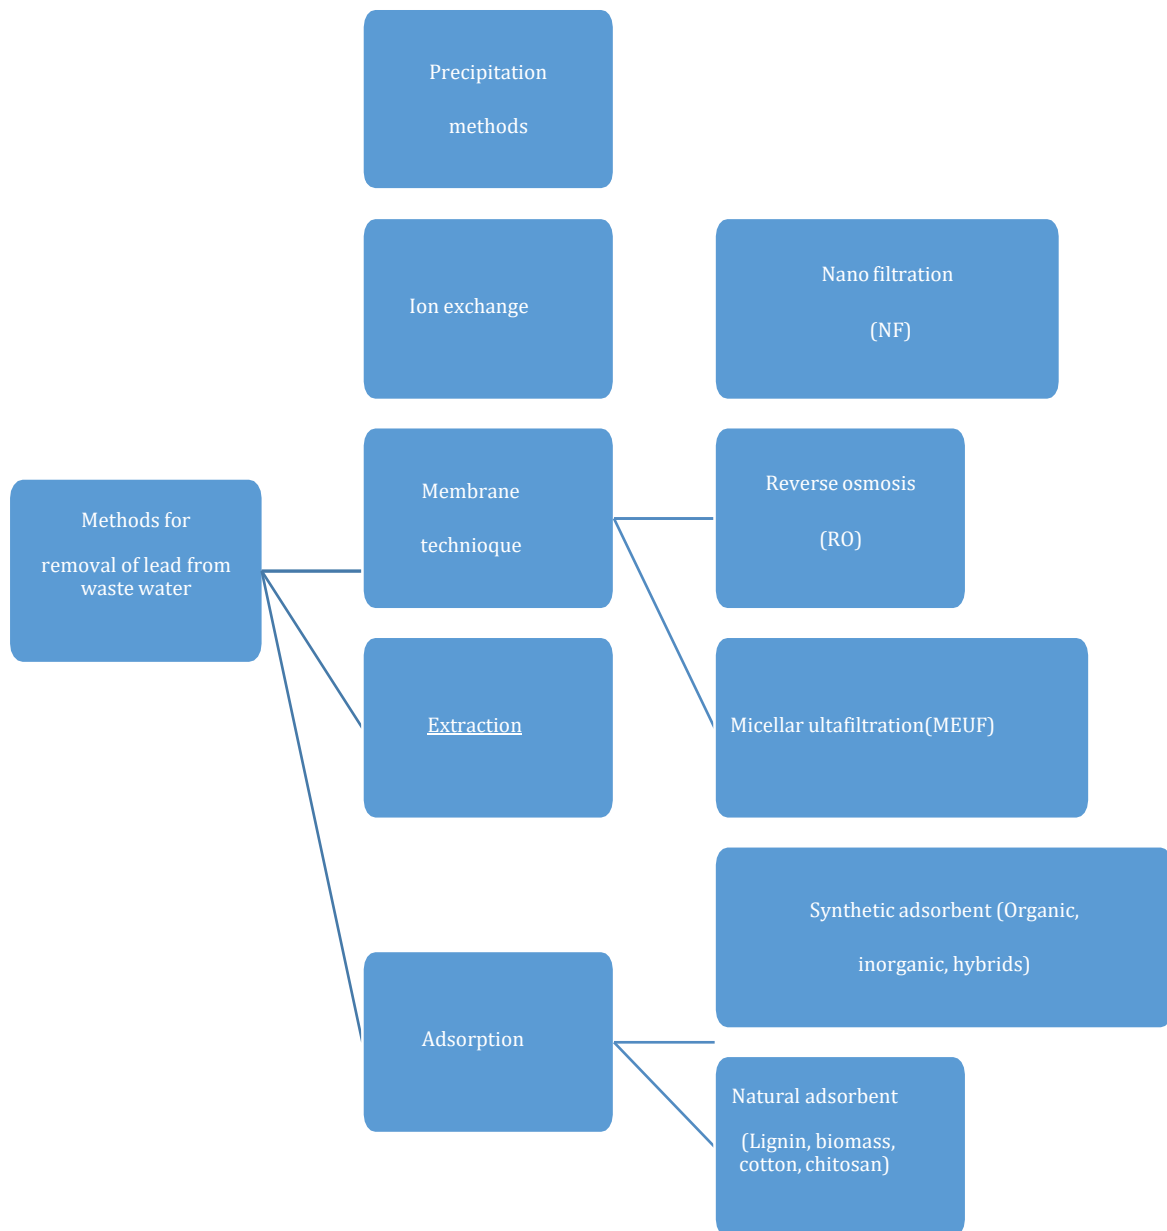 Precipitation
methods
Ion exchange
Nano filtration
(NF)
Membrane
technioque
Reverse osmosis
(RO)
Methods for
removal of lead from
waste water
Extraction
Micellar ultafiltration(MEUF)
Synthetic adsorbent (Organic,
inorganic, hybrids)
Adsorption
Natural adsorbent
(Lignin, biomass,
cotton, chitosan)